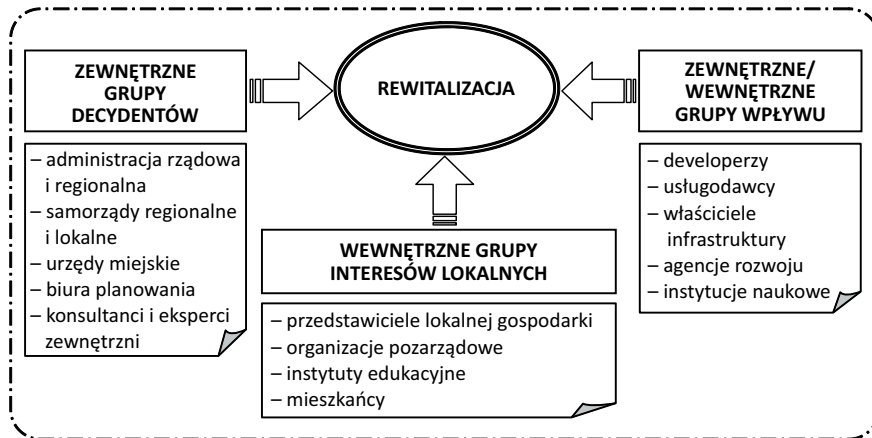 ZEWNĘTRZNE
GRUPY
DECYDENTÓW
– administracja rządowa
i regionalna
– samorządy regionalne
i lokalne
– urzędy miejskie
– biura planowania
– konsultanci i eksperci
zewnętrzni
REWITALIZACJA
WEWNĘTRZNE GRUPY
INTERESÓW LOKALNYCH
– przedstawiciele lokalnej gospodarki
– organizacje pozarządowe
– instytuty edukacyjne
– mieszkańcy
ZEWNĘTRZNE/
WEWNĘTRZNE
GRUPY WPŁYWU
– developerzy
– usługodawcy
– właściciele
infrastruktury
– agencje rozwoju
– instytucje naukowe